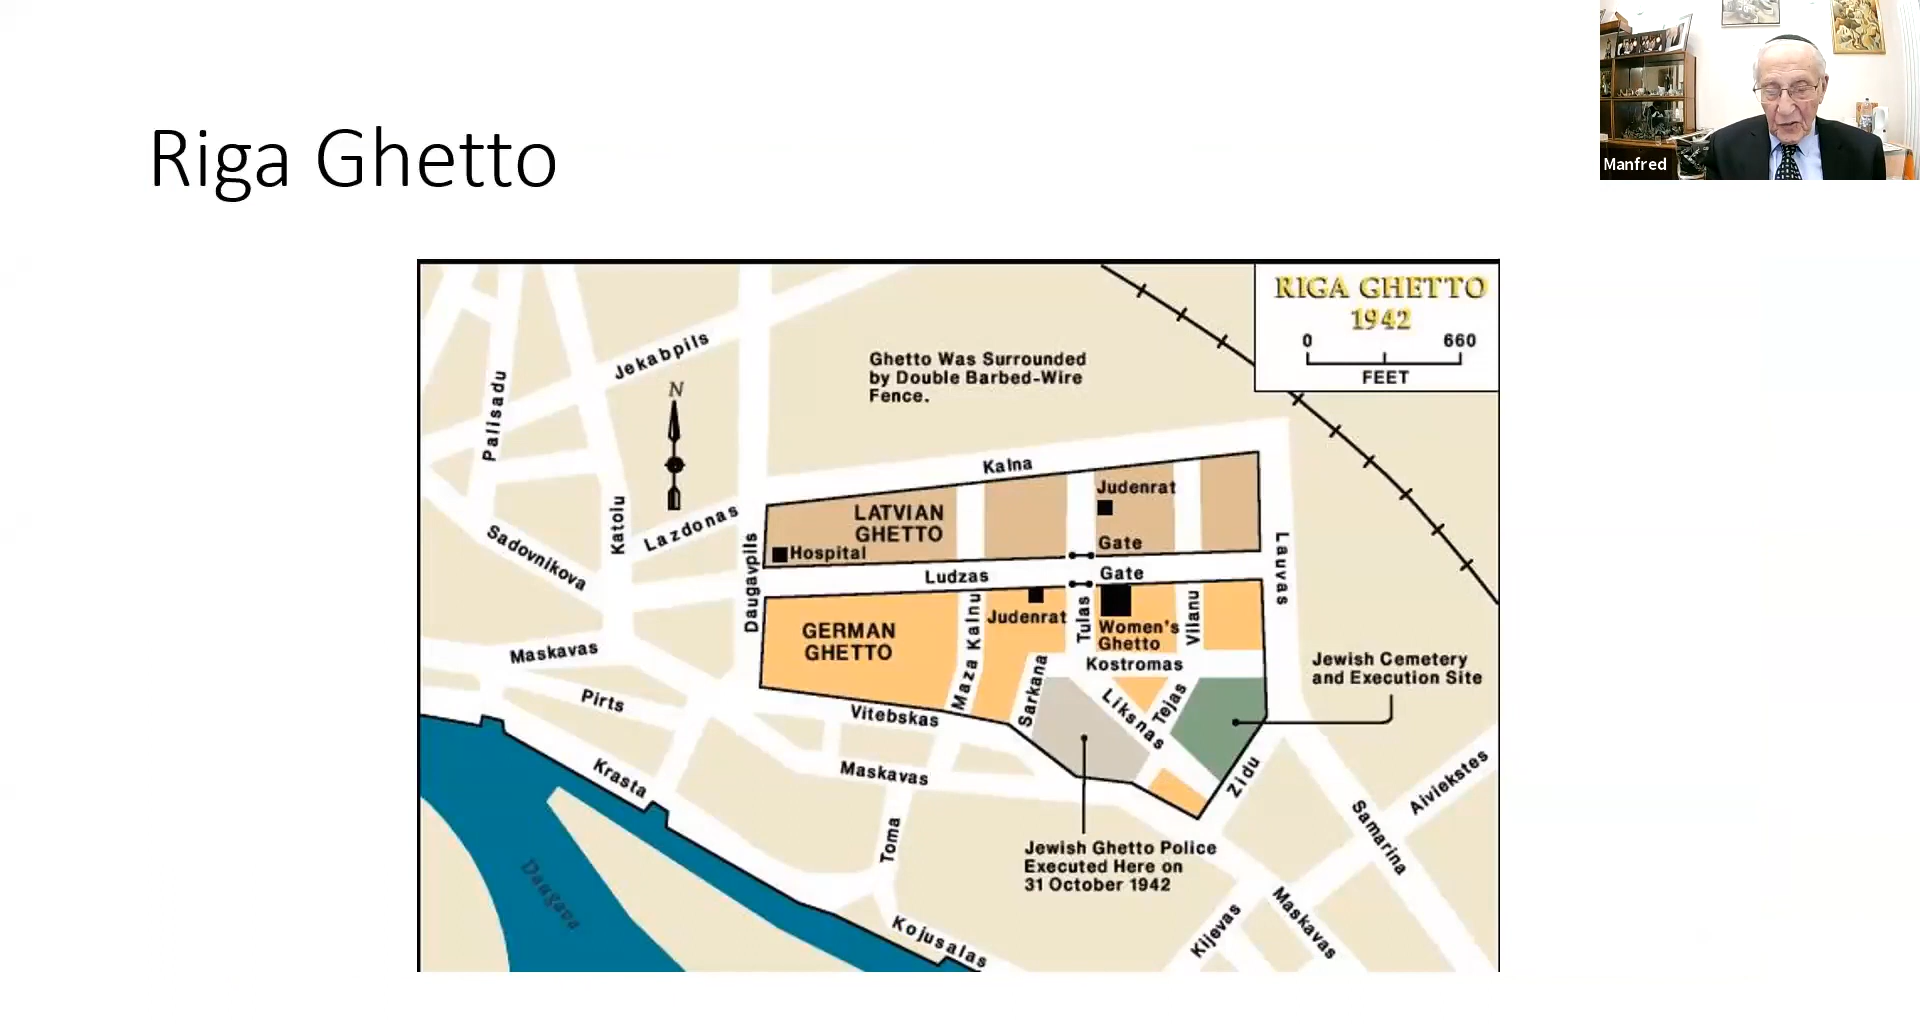 Riga Ghetto
Manfred
RIGA GHETTO
1942
0 660
FEET
Ghetto Was Surrounded
by Double Barbed-Wire
Fence.
Jekabpils
Palisadu
N
Kalna
Judenrat
LATVIAN
GHETTO
Katolu
Lazdonas
Sadovnikova
Hospital
Gate
Daugavpils
Ludzas
Gate
Lauvas
Judenrat
Maza Kalnu
Tulas
Vilanu
Women's
Ghetto
GERMAN
GHETTO
Kostromas
Maskavas
Jewish Cemetery
and Execution Site
Sarkana
Liksnas
Tejas
Pirts
Vitebskas
Krasta
Maskavas
Zidu
Aiviekstes
Samarina
Toma
Jewish Ghetto Police
Executed Here on
31 October 1942
Daugava
Kojusalas
Kijevas
Maskavas